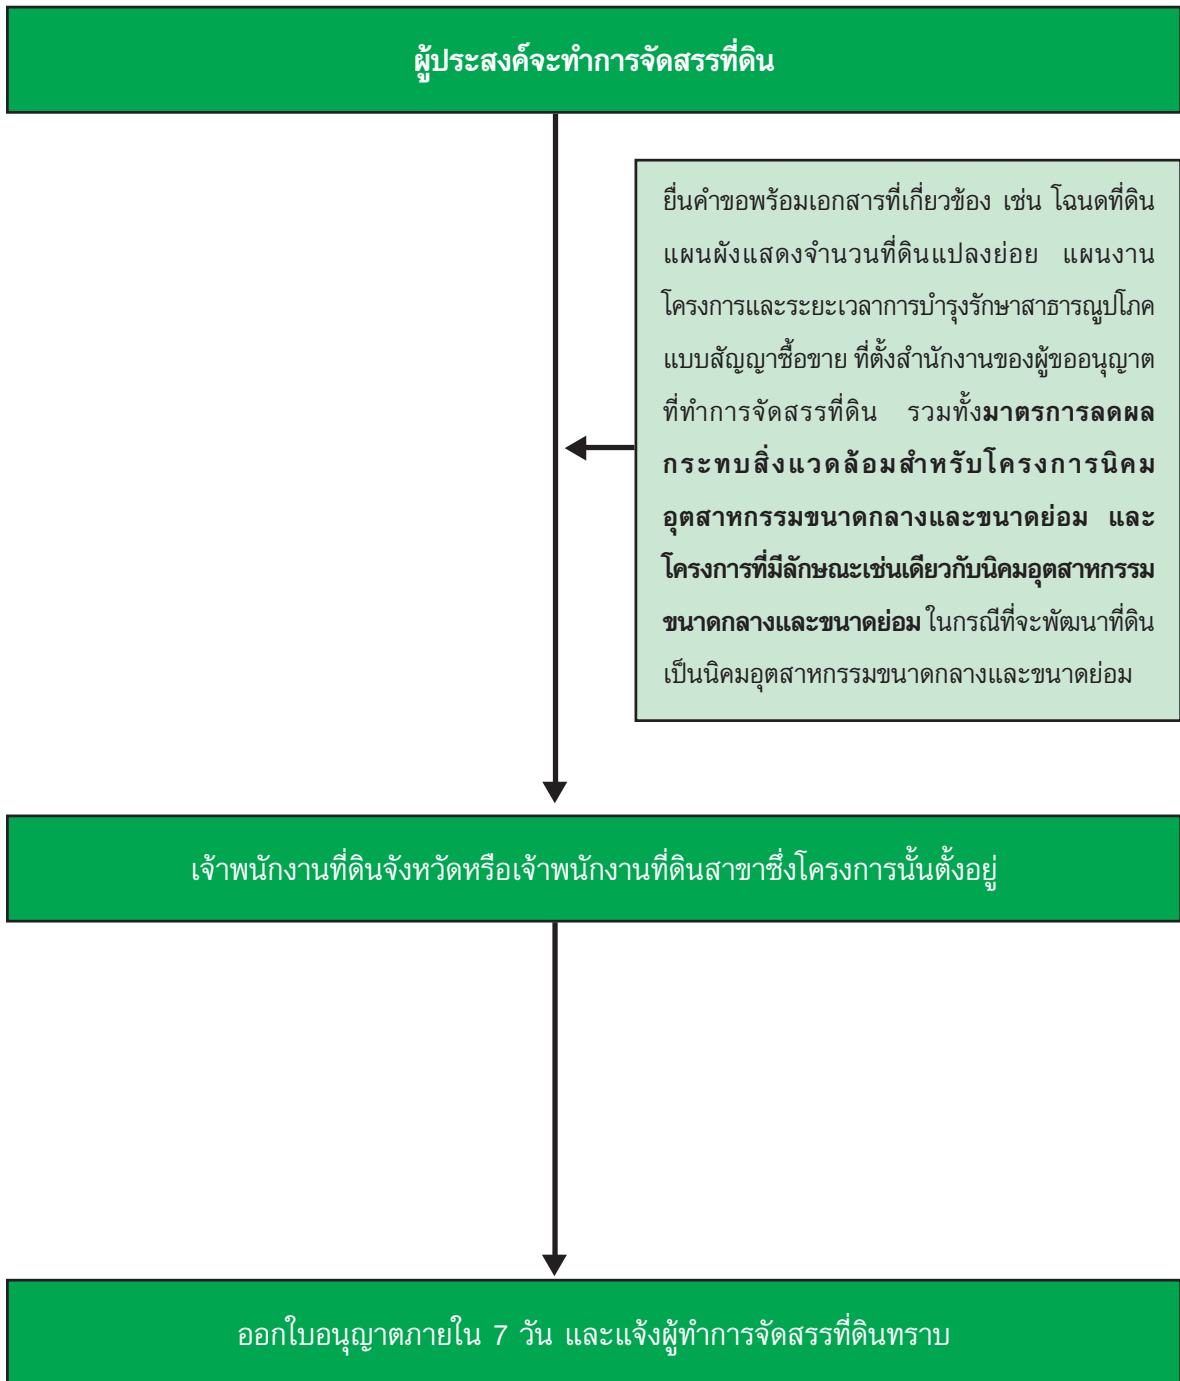 ผู้ประสงค์จะทำการจัดสรรที่ดิน
ยื่นคำขอพร้อมเอกสารที่เกี่ยวข้อง เช่น โฉนดที่ดิน
แผนผังแสดงจำนวนที่ดินแปลงย่อย แผนงาน
โครงการและระยะเวลาการบำรุงรักษาสาธารณูปโภค
แบบสัญญาซื้อขาย ที่ตั้งสำนักงานของผู้ขออนุญาต
ที่ทำการจัดสรรที่ดิน รวมทั้งมาตรการลดผล
กระทบสิ่งแวดล้อมสำหรับโครงการนิคม
อุตสาหกรรมขนาดกลางและขนาดย่อม และ
โครงการที่มีลักษณะเช่นเดียวกับนิคมอุตสาหกรรม
ขนาดกลางและขนาดย่อม ในกรณีที่จะพัฒนาที่ดิน
เป็นนิคมอุตสาหกรรมขนาดกลางและขนาดย่อม
เจ้าพนักงานที่ดินจังหวัดหรือเจ้าพนักงานที่ดินสาขาซึ่งโครงการนั้นตั้งอยู่
ออกใบอนุญาตภายใน 7 วัน และแจ้งผู้ทำการจัดสรรที่ดินทราบ